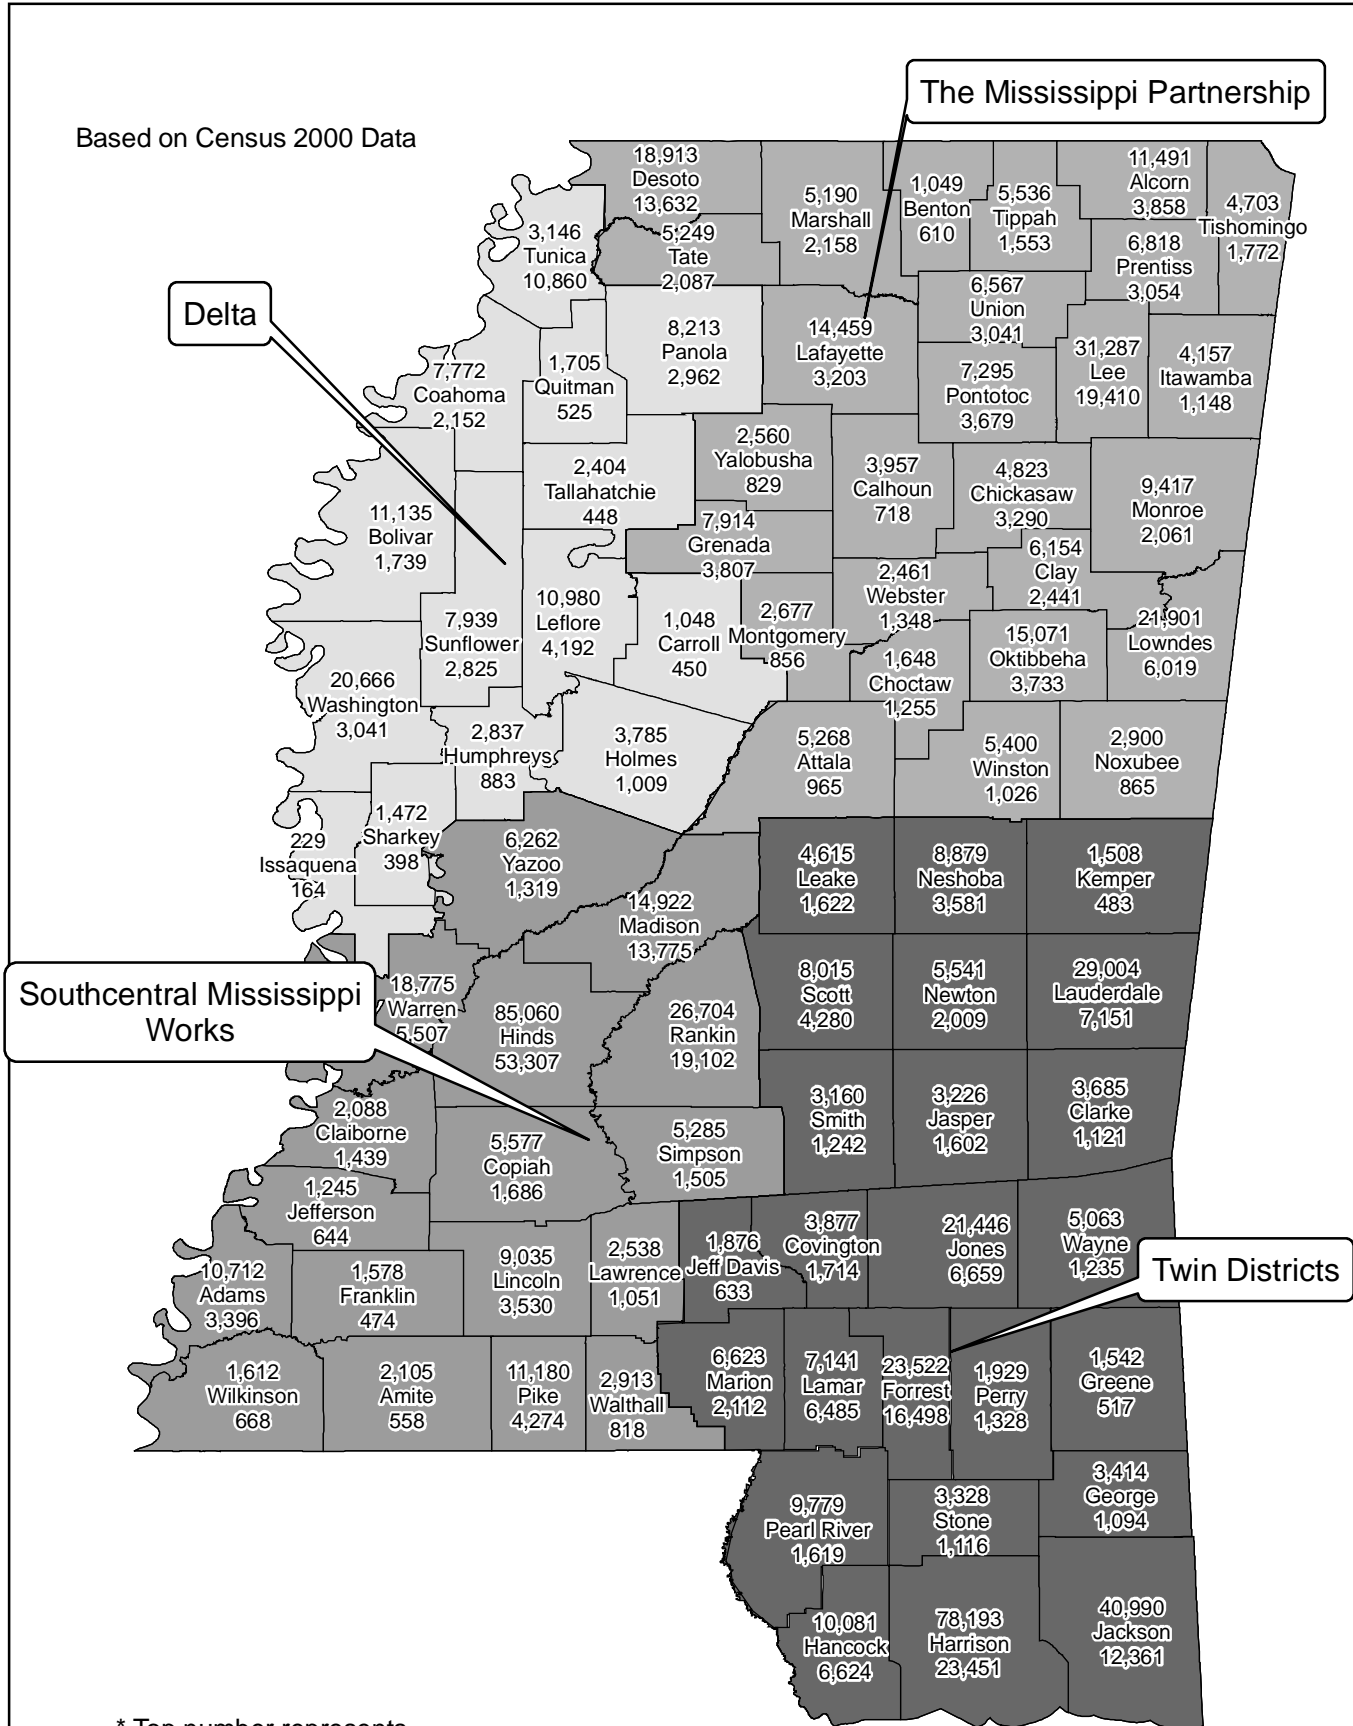 The Mississippi Partnership
Based on Census 2000 Data
18,913
Desoto
13,632
5,190
Marshall
2,158
1,049
Benton
610
5,536
Tippah
1,553
11,491
Alcorn
3,858
4,703
Tishomingo
1,772
3,146
Tunica
10,860
5,249
Tate
2,087
6,818
Prentiss
3,054
Delta
8,213
Panola
2,962
14,459
Lafayette
3,203
6,567
Union
3,041
31,287
Lee
19,410
4,157
Itawamba
1,148
7,772
Coahoma
2,152
1,705
Quitman
525
7,295
Pontotoc
3,679
2,404
Tallahatchie
448
2,560
Yalobusha
829
3,957
Calhoun
718
4,823
Chickasaw
3,290
9,417
Monroe
2,061
11,135
Bolivar
1,739
7,914
Grenada
3,807
6,154
Clay
2,441
7,939
Sunflower
2,825
10,980
Leflore
4,192
1,048
Carroll
450
2,677
Montgomery
856
2,461
Webster
1,348
15,071
Oktibbeha
3,733
21,901
Lowndes
6,019
20,666
Washington
3,041
1,648
Choctaw
1,255
2,837
Humphreys
883
3,785
Holmes
1,009
5,268
Attala
965
5,400
Winston
1,026
2,900
Noxubee
865
229
Issaquena
164
1,472
Sharkey
398
6,262
Yazoo
1,319
14,922
Madison
13,775
4,615
Leake
1,622
8,879
Neshoba
3,581
1,508
Kemper
483
Southcentral Mississippi
Works
18,775
Warren
5,507
85,060
Hinds
53,307
26,704
Rankin
19,102
8,015
Scott
4,280
5,541
Newton
2,009
29,004
Lauderdale
7,151
2,088
Claiborne
1,439
5,577
Copiah
1,686
5,285
Simpson
1,505
3,160
Smith
1,242
3,226
Jasper
1,602
3,685
Clarke
1,121
1,245
Jefferson
644
10,712
Adams
3,396
1,578
Franklin
474
9,035
Lincoln
3,530
2,538
Lawrence
1,051
1,876
Jeff Davis
633
3,877
Covington
1,714
21,446
Jones
6,659
5,063
Wayne
1,235
Twin Districts
1,612
Wilkinson
668
2,105
Amite
558
11,180
Pike
4,274
2,913
Walthall
818
6,623
Marion
2,112
7,141
Lamar
6,485
23,522
Forrest
16,498
1,929
Perry
1,328
1,542
Greene
517
9,779
Pearl River
1,619
3,328
Stone
1,116
3,414
George
1,094
10,081
Hancock
6,624
78,193
Harrison
23,451
40,990
Jackson
12,361
* Top number represents